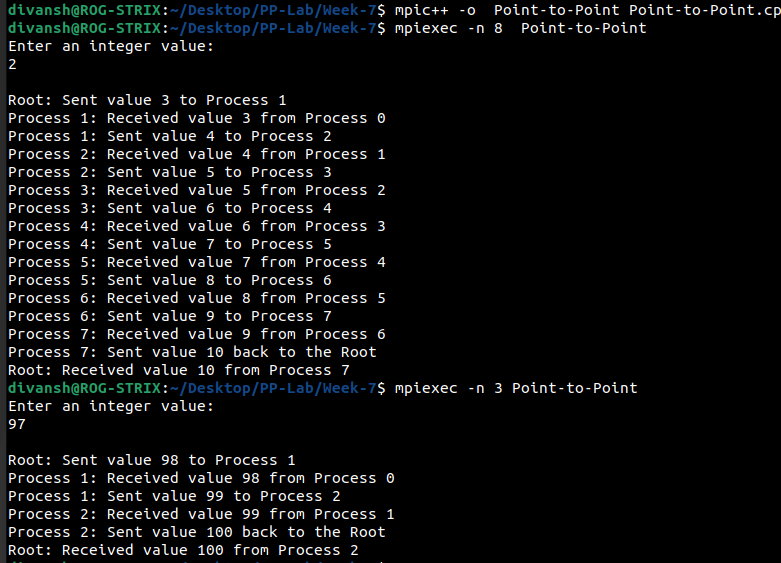 divansh@ROG-STRIX:~/Desktop/PP-Lab/Week-7$ mpic++ -o  Point-to-Point Point-to-Point.cp
divansh@ROG-STRIX:~/Desktop/PP-Lab/Week-7$ mpiexec -n 8  Point-to-Point
Enter an integer value:
2
Root: Sent value 3 to Process 1
Process 1: Received value 3 from Process 0
Process 1: Sent value 4 to Process 2
Process 2: Received value 4 from Process 1
Process 2: Sent value 5 to Process 3
Process 3: Received value 5 from Process 2
Process 3: Sent value 6 to Process 4
Process 4: Received value 6 from Process 3
Process 4: Sent value 7 to Process 5
Process 5: Received value 7 from Process 4
Process 5: Sent value 8 to Process 6
Process 6: Received value 8 from Process 5
Process 6: Sent value 9 to Process 7
Process 7: Received value 9 from Process 6
Process 7: Sent value 10 back to the Root
Root: Received value 10 from Process 7
divansh@ROG-STRIX:~/Desktop/PP-Lab/Week-7$ mpiexec -n 3 Point-to-Point
Enter an integer value:
97
Root: Sent value 98 to Process 1
Process 1: Received value 98 from Process 0
Process 1: Sent value 99 to Process 2
Process 2: Received value 99 from Process 1
Process 2: Sent value 100 back to the Root
Root: Received value 100 from Process 2